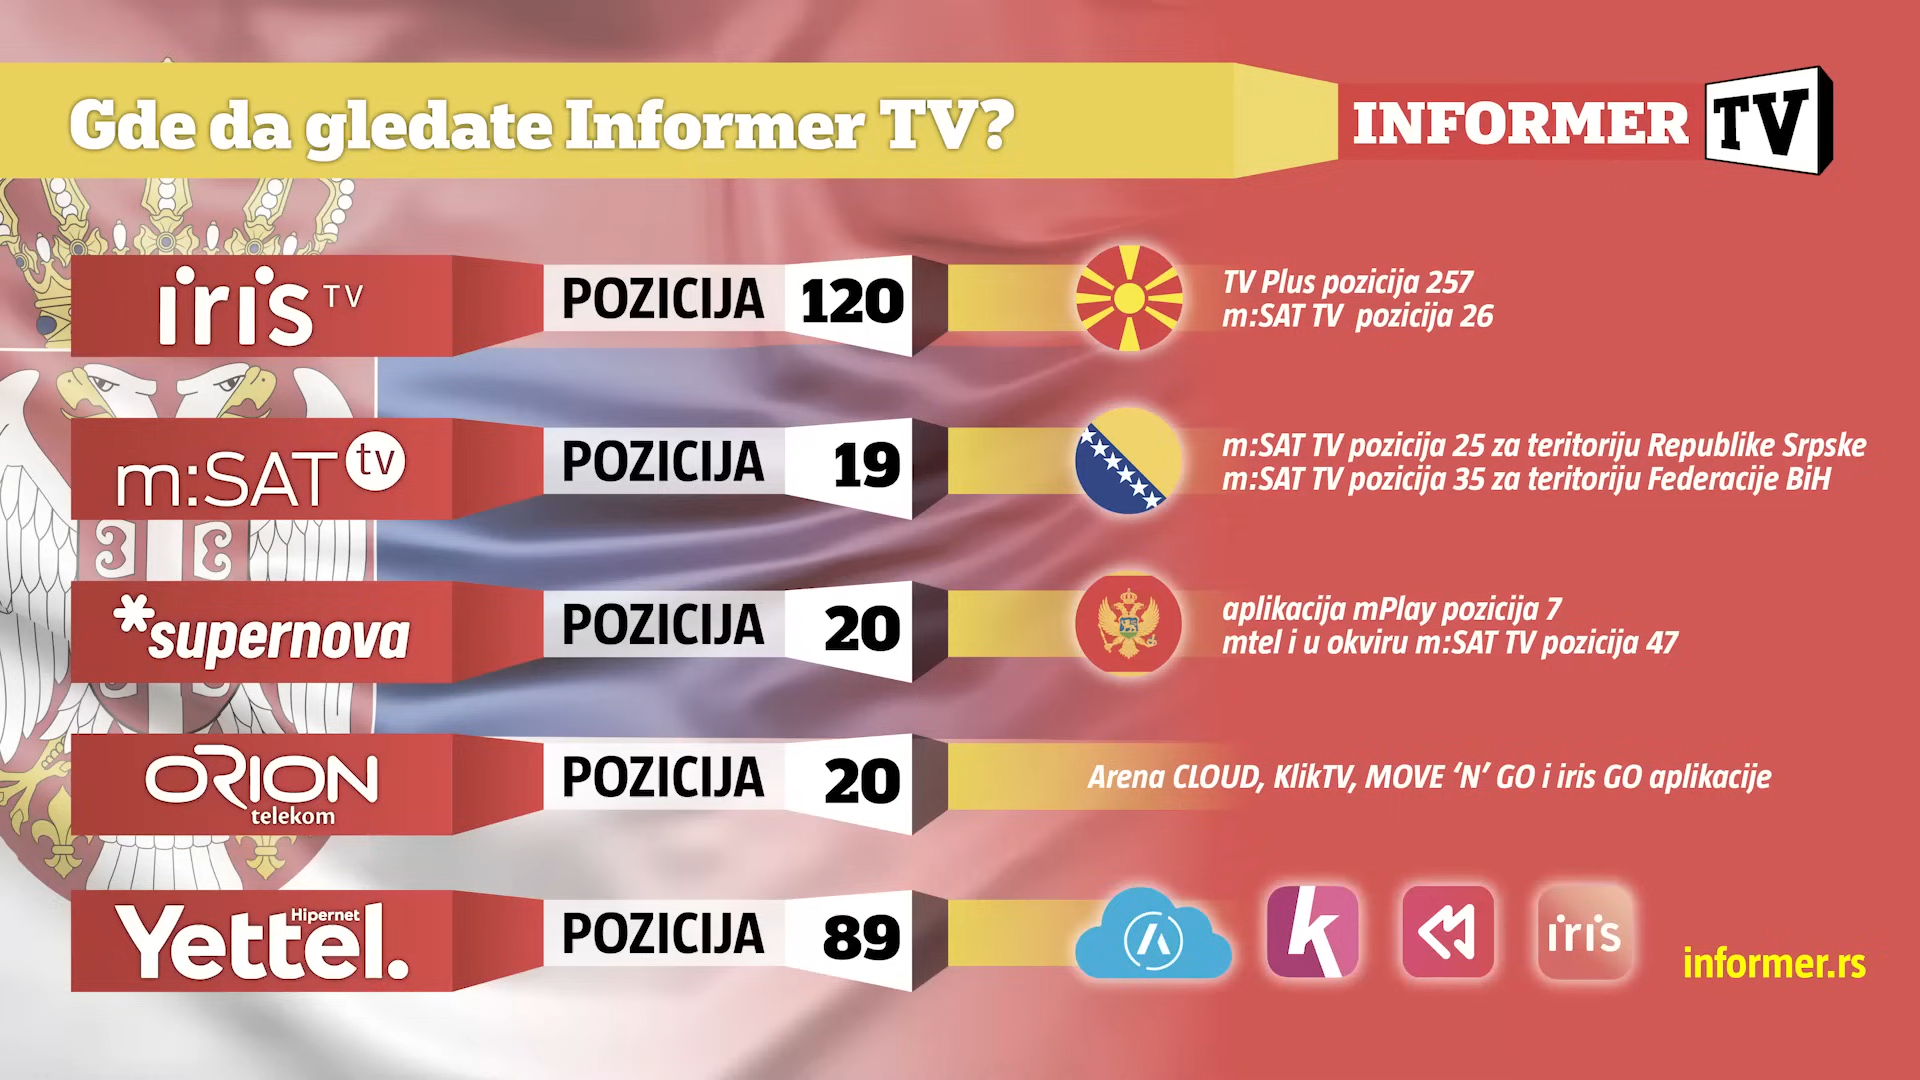 Gde da gledate Informer TV?
INFORMER TV
iris TV POZICIJA 120
TV Plus pozicija 257
m:SAT TV pozicija 26
m:SAT tv POZICIJA 19
m:SAT TV pozicija 25 za teritoriju Republike Srpske
m:SAT TV pozicija 35 za teritoriju Federacije BiH
*supernova POZICIJA 20
aplikacija mPlay pozicija 7
mtel i u okviru m:SAT TV pozicija 47
ORION telekom POZICIJA 20
Arena CLOUD, KlikTV, MOVE ‘N’ GO i iris GO aplikacije
Yettel. Hipernet POZICIJA 89
k
iris
informer.rs